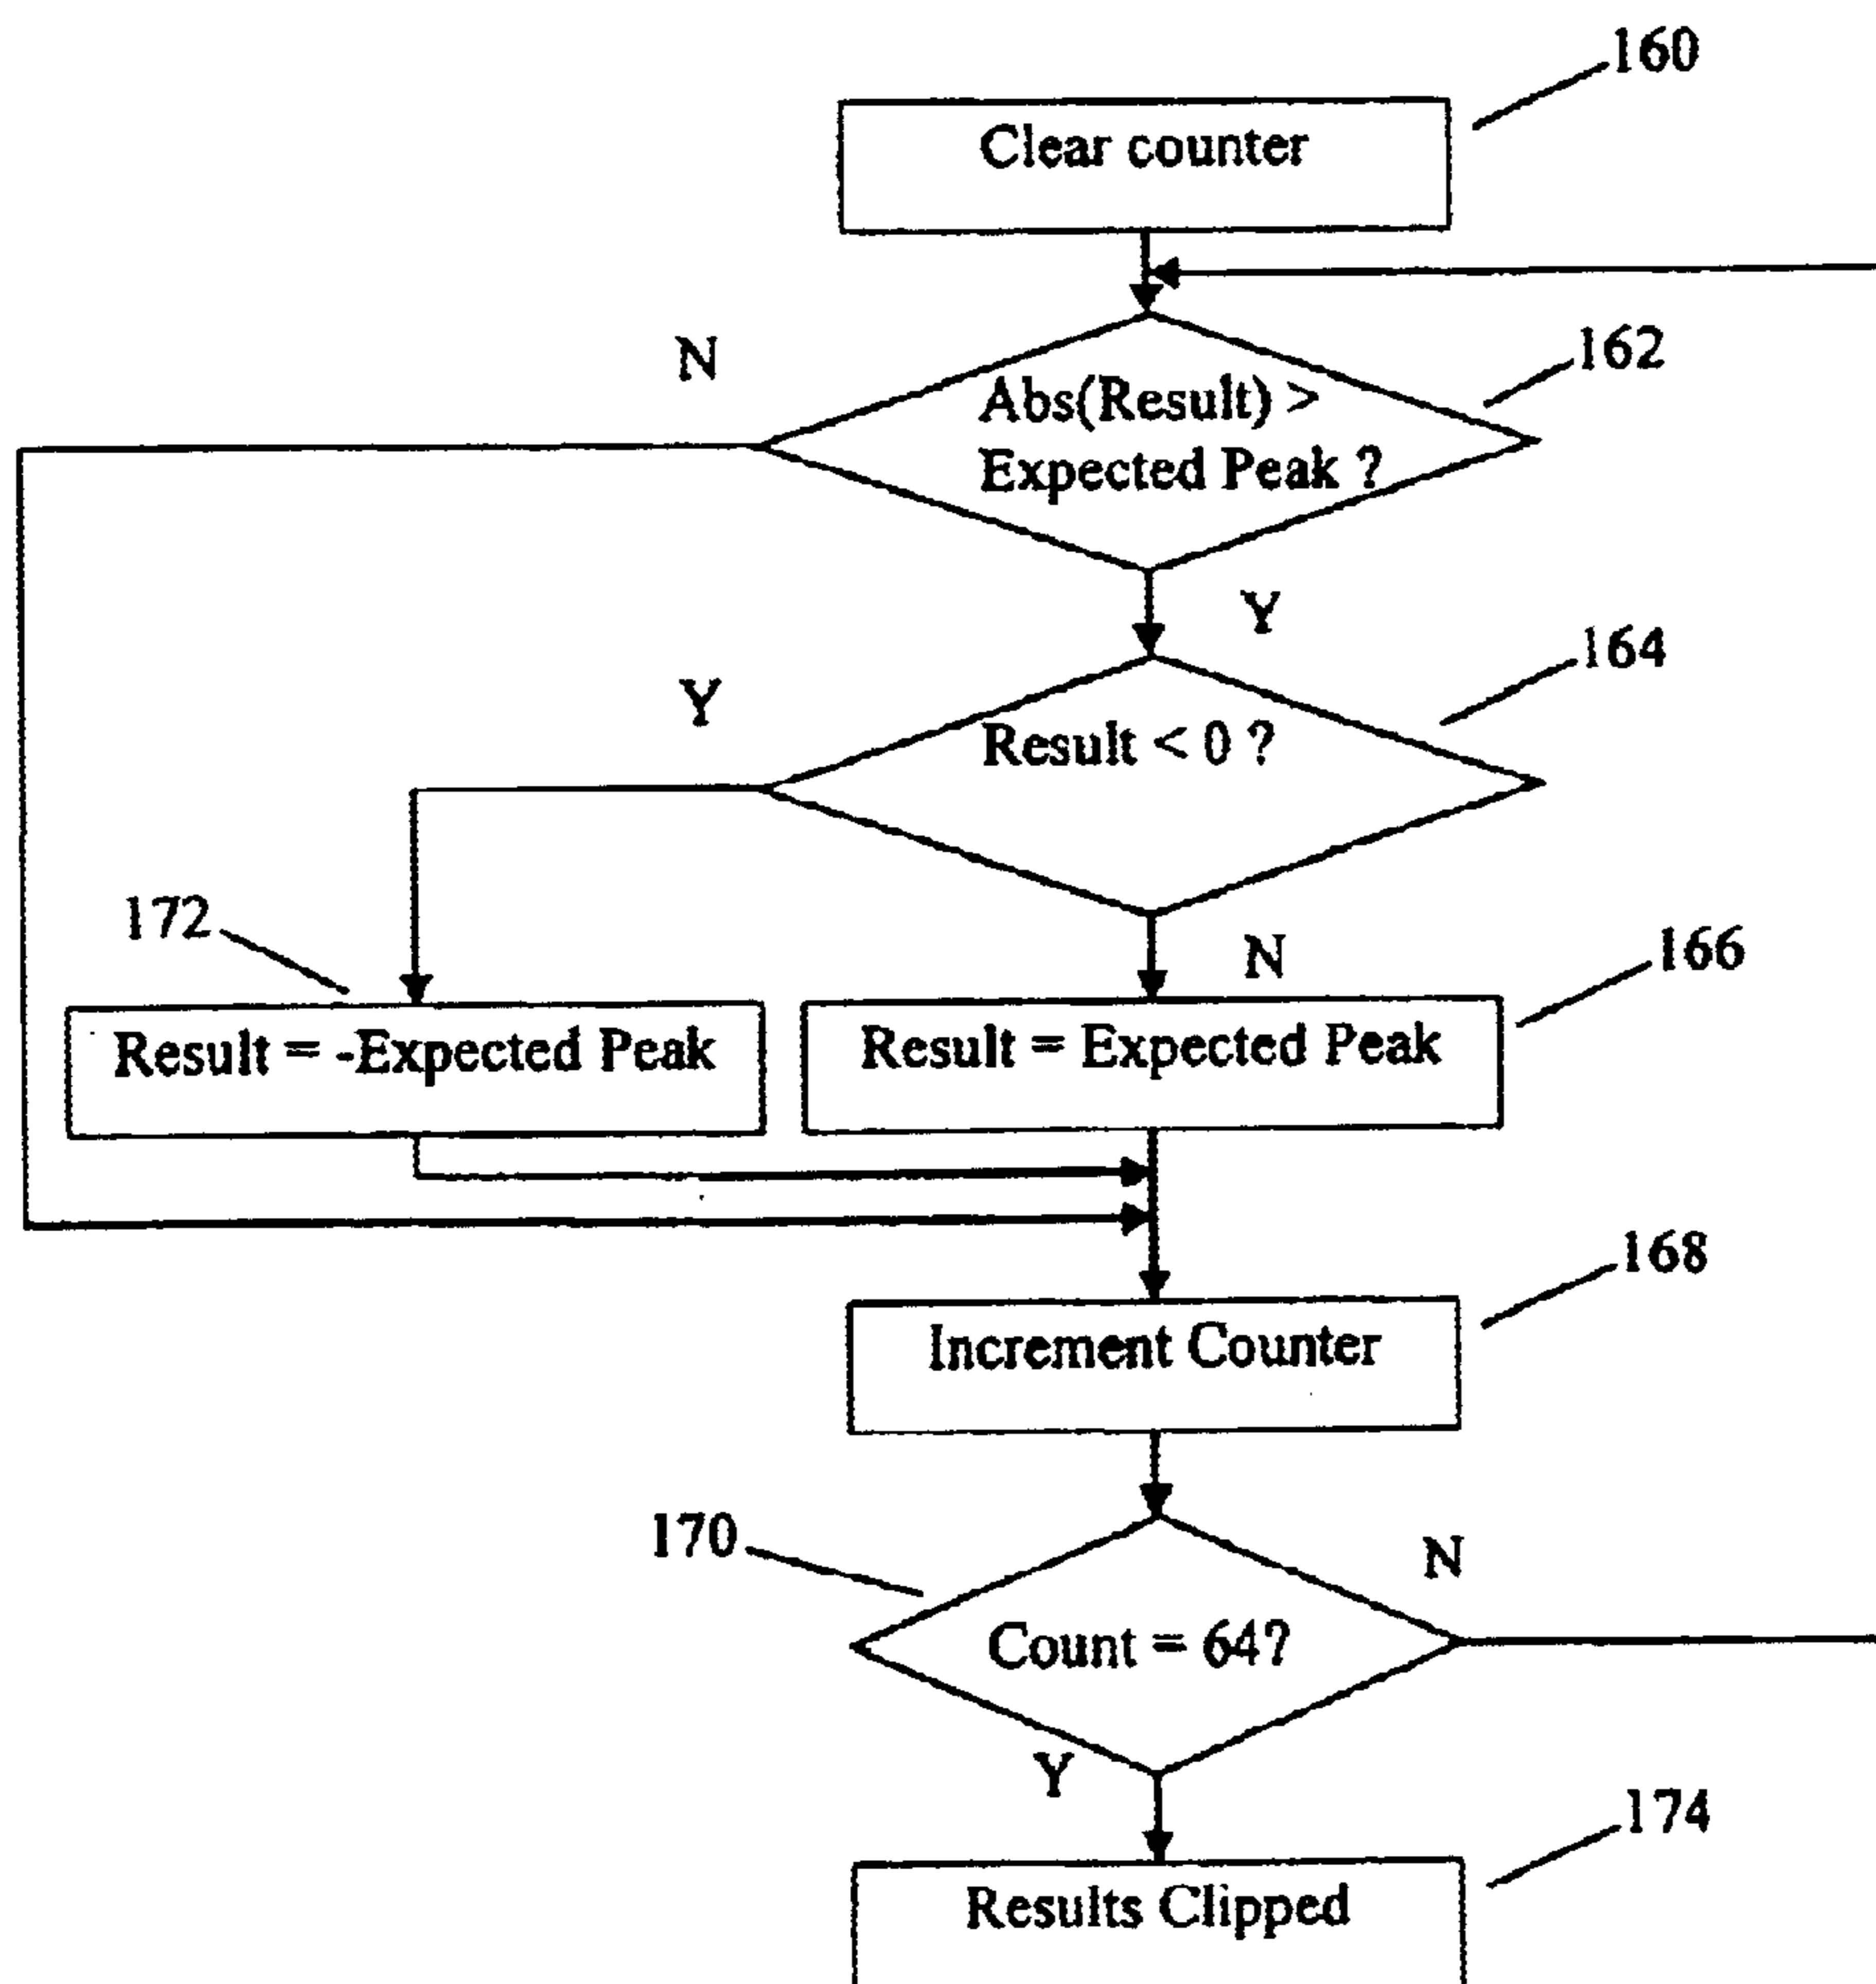 160
Clear counter
N
162
Abs(Result) >
Expected Peak ?
Y
164
Y
Result < 0 ?
172
N
166
Result = -Expected Peak
Result = Expected Peak
168
Increment Counter
170
N
Count = 64?
Y
174
Results Clipped